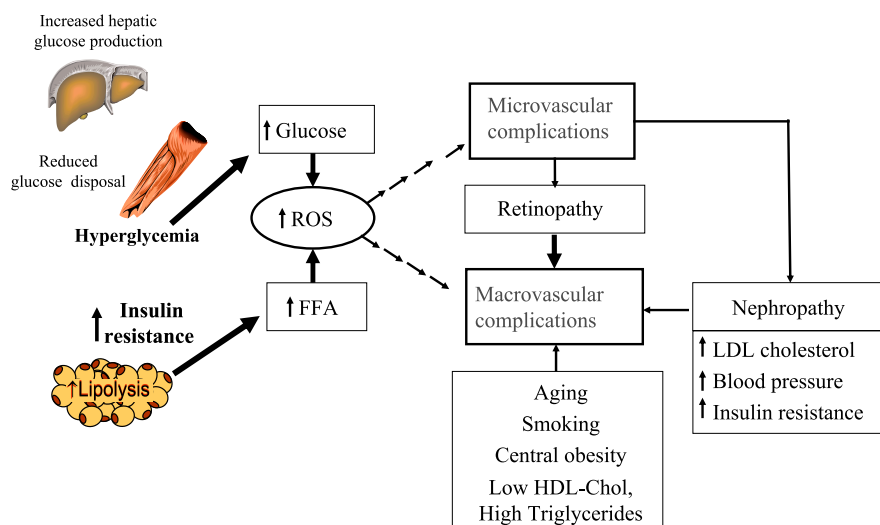 Increased hepatic
glucose production
Reduced
glucose disposal
Hyperglycemia
Insulin
resistance
Lipolysis
Glucose
ROS
FFA
Microvascular
complications
Retinopathy
Macrovascular
complications
Aging
Smoking
Central obesity
Low HDL-Chol,
High Triglycerides
Nephropathy
LDL cholesterol
Blood pressure
Insulin resistance